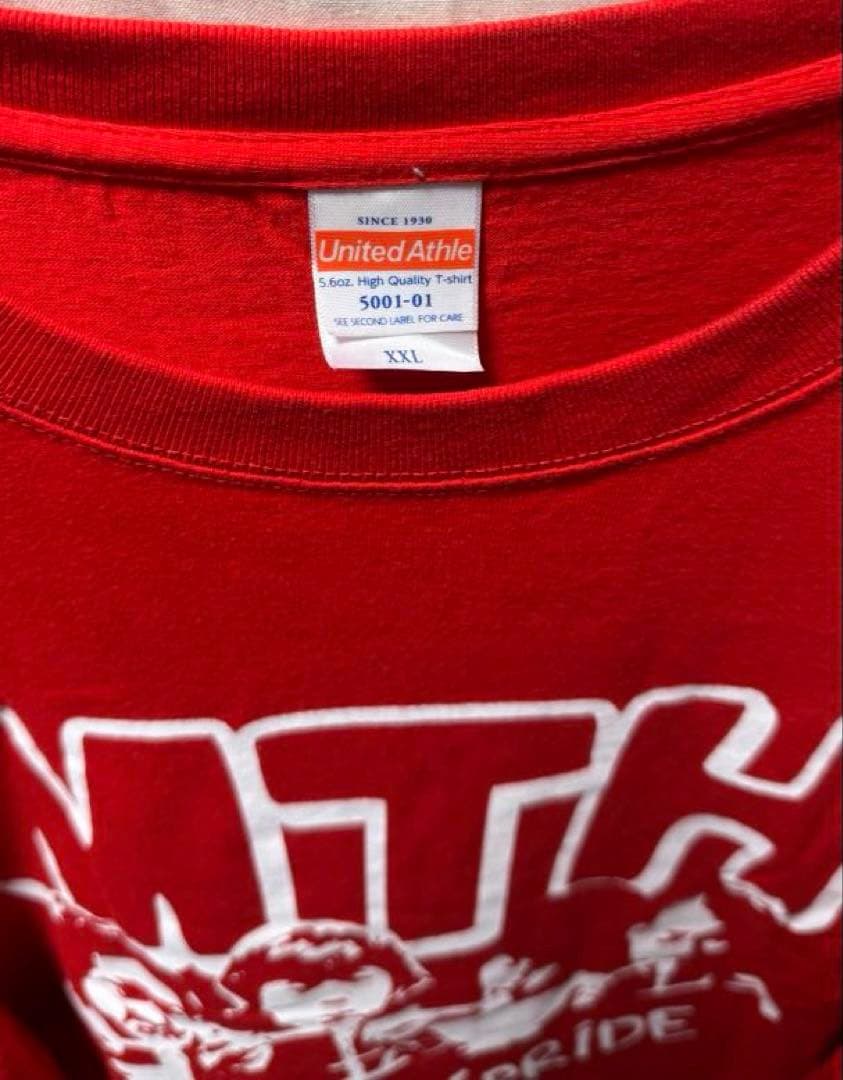 SINCE 1930
United Athle
5.6oz. High Quality T-shirt
5001-01
SEE SECOND LABEL FOR CARE
XXL
PRIDE